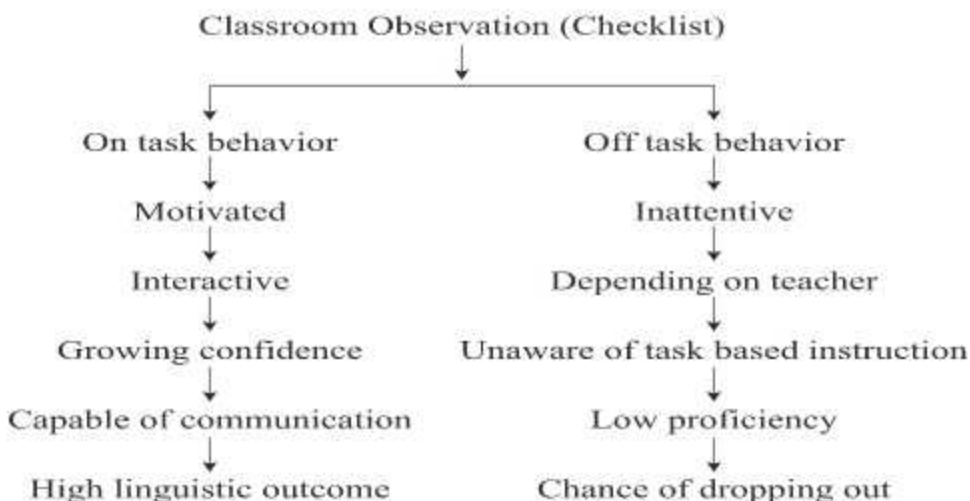 Classroom Observation (Checklist)
On task behavior
Off task behavior
Motivated
Inattentive
Interactive
Depending on teacher
Growing confidence
Unaware of task based instruction
Capable of communication
Low proficiency
High linguistic outcome
Chance of dropping out